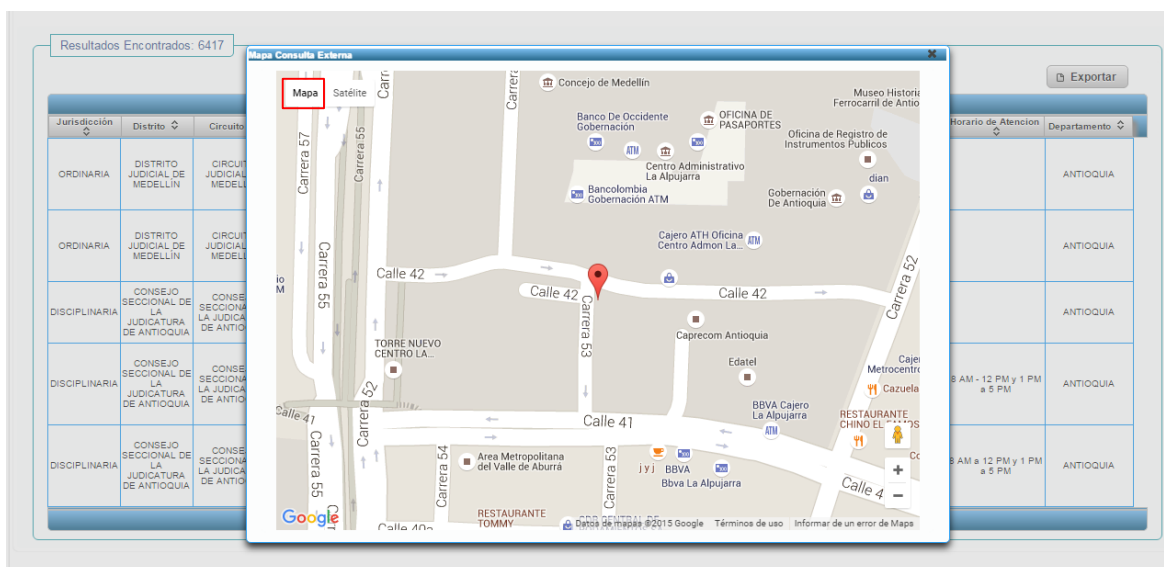 Resultados Encontrados: 6417
Exportar
Jurisdicción
Distrito
Circuito
Horario de Atencion
Departamento
ORDINARIA
DISTRITO
JUDICIAL DE
MEDELLÍN
ANTIOQUIA
ORDINARIA
DISTRITO
JUDICIAL DE
MEDELLÍN
ANTIOQUIA
DISCIPLINARIA
CONSEJO
SECCIONAL DE
LA
JUDICATURA
DE ANTIOQUIA
ANTIOQUIA
DISCIPLINARIA
CONSEJO
SECCIONAL DE
LA
JUDICATURA
DE ANTIOQUIA
8 AM - 12 PM y 1 PM
a 5 PM
ANTIOQUIA
DISCIPLINARIA
CONSEJO
SECCIONAL DE
LA
JUDICATURA
DE ANTIOQUIA
8 AM a 12 PM y 1 PM
a 5 PM
ANTIOQUIA
Mapa Consulta Externa
Mapa
Satélite
Concejo de Medellín
Museo Histori
Ferrocarril de Antio
Banco De Occidente
Gobernación
OFICINA DE
PASAPORTES
Oficina de Registro de
Instrumentos Publicos
ATM
Centro Administrativo
La Alpujarra
dian
Bancolombia
Gobernación ATM
Gobernación
De Antioquia
Carrera 57
Carrera 55
Cajero ATH Oficina
Centro Admon La...
ATM
Carrera 55
Calle 42
Calle 42
Calle 42
Carrera 52
Carrera 53
Caprecom Antioquia
TORRE NUEVO
CENTRO LA...
Edatel
Metrocentro
Cazuela
Carrera 52
BBVA Cajero
La Alpujarra
ATM
RESTAURANTE
Calle 41
Calle 41
Carrera 55
Carrera 54
Area Metropolitana
del Valle de Aburrá
Carrera 53
jyj
BBVA
Bbva La Alpujarra
RESTAURANTE
TOMMY
Google
Datos de mapas ©2015 Google
Términos de uso
Informar de un error de Maps